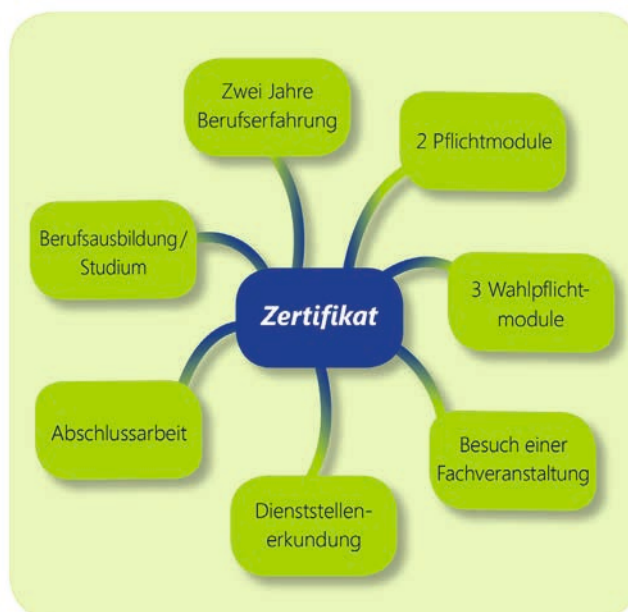 Zwei Jahre
Berufserfahrung
2 Pflichtmodule
Berufsausbildung/
Studium
Zertifikat
3 Wahlpflicht-
module
Abschlussarbeit
Besuch einer
Fachveranstaltung
Dienststellen-
erkundung